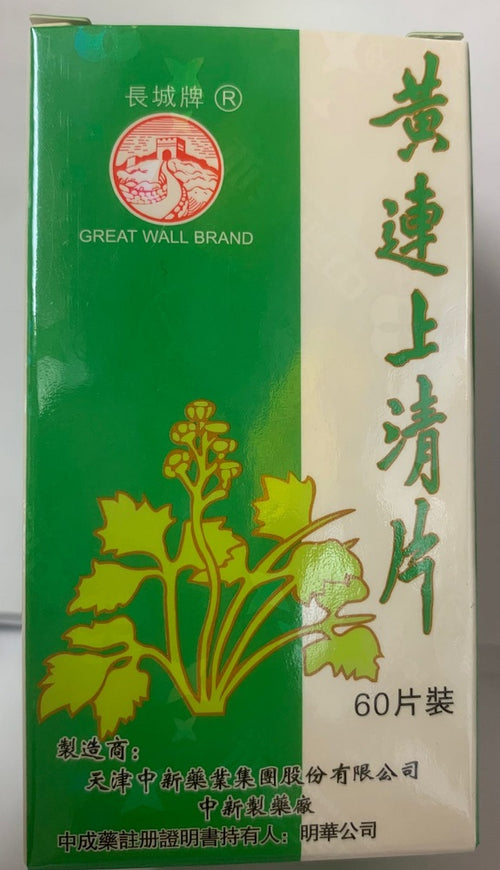 長城牌 ®
GREAT WALL BRAND
黃連上清片
60片裝
製造商：
天津中新藥業集團股份有限公司
中新製藥廠
中成藥註册證明書持有人：明華公司